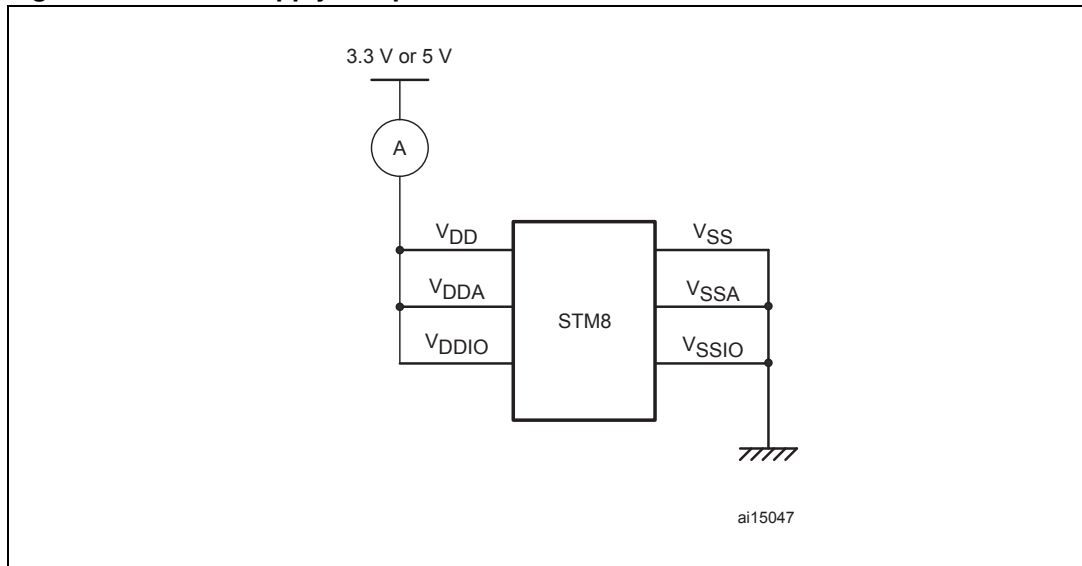 3.3 V or 5 V
A
VDD
VSS
VDDA
VSSA
STM8
VDDIO
VSSIO
ai15047